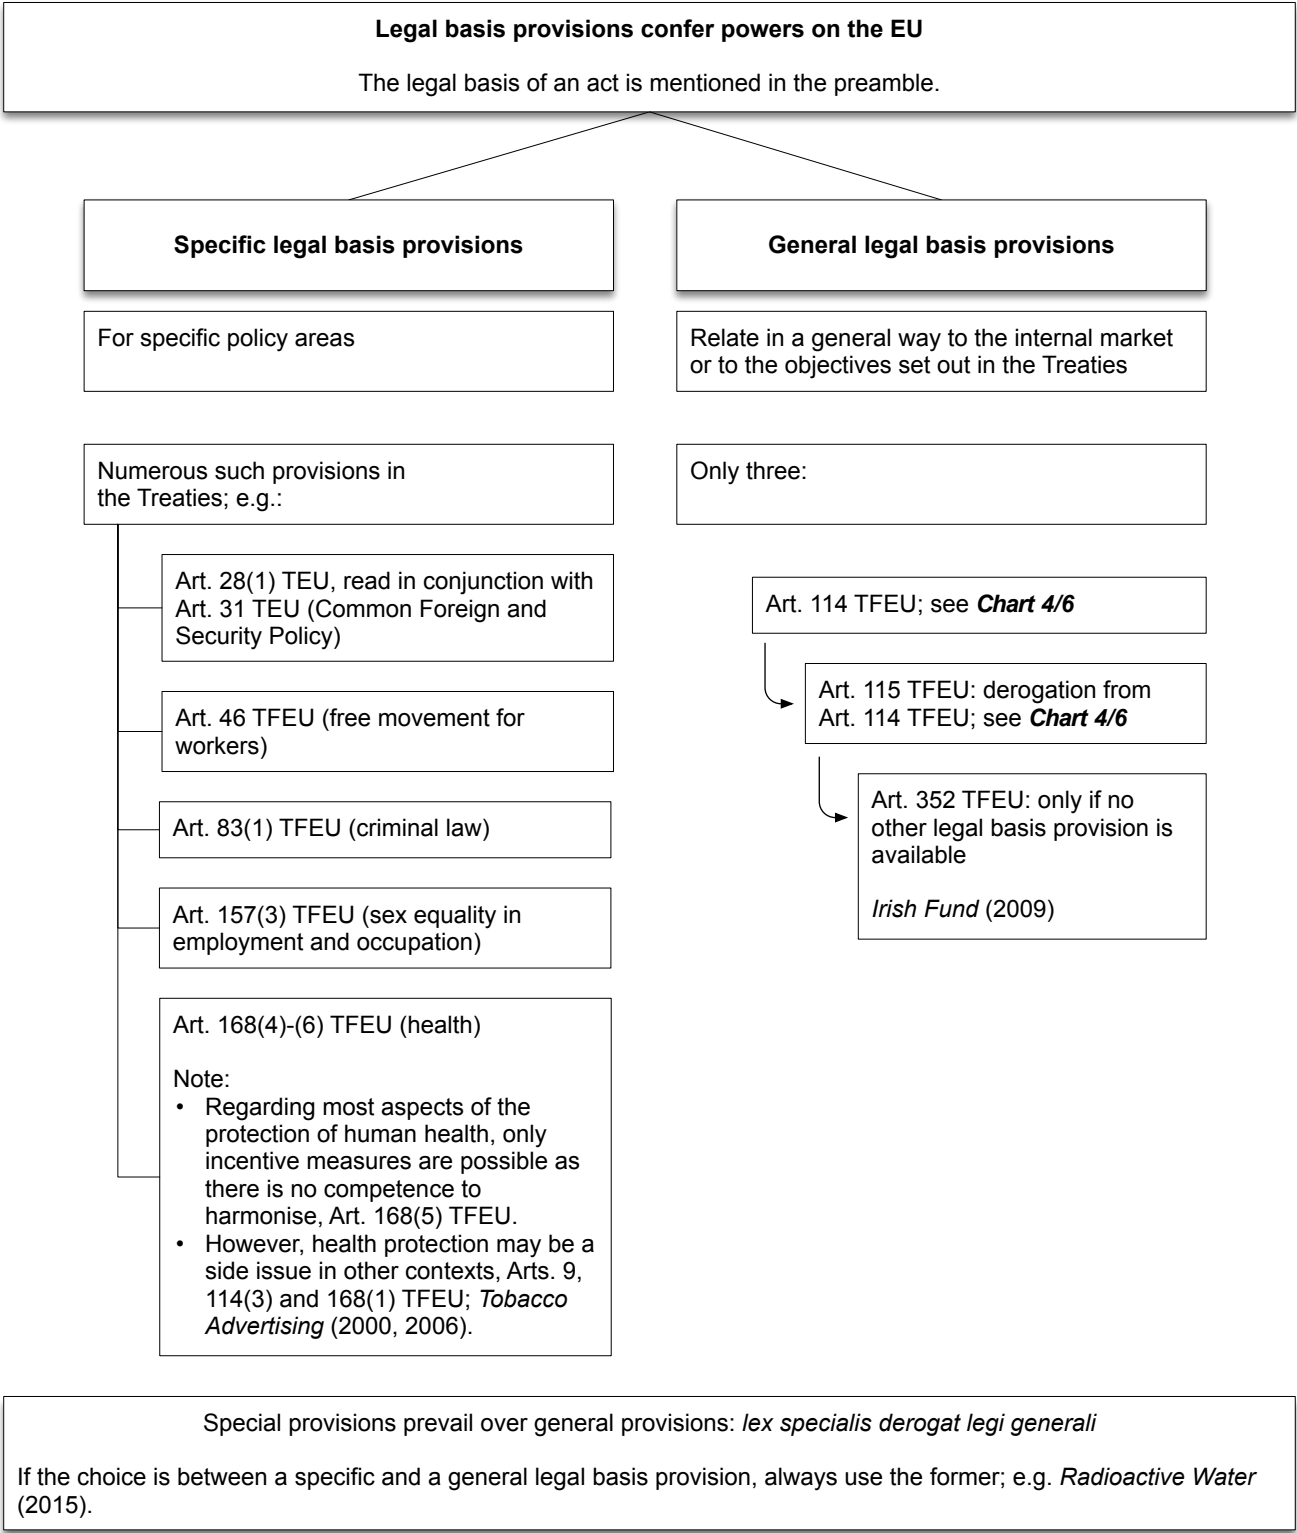 Legal basis provisions confer powers on the EU
The legal basis of an act is mentioned in the preamble.
Specific legal basis provisions
General legal basis provisions
For specific policy areas
Relate in a general way to the internal market
or to the objectives set out in the Treaties
Numerous such provisions in
the Treaties; e.g.:
Only three:
Art. 28(1) TEU, read in conjunction with
Art. 31 TEU (Common Foreign and
Security Policy)
Art. 46 TFEU (free movement for
workers)
Art. 83(1) TFEU (criminal law)
Art. 157(3) TFEU (sex equality in
employment and occupation)
Art. 168(4)-(6) TFEU (health)
Note:
• Regarding most aspects of the
protection of human health, only
incentive measures are possible as
there is no competence to
harmonise, Art. 168(5) TFEU.
• However, health protection may be a
side issue in other contexts, Arts. 9,
114(3) and 168(1) TFEU; Tobacco
Advertising (2000, 2006).
Art. 114 TFEU; see Chart 4/6
Art. 115 TFEU: derogation from
Art. 114 TFEU; see Chart 4/6
Art. 352 TFEU: only if no
other legal basis provision is
available
Irish Fund (2009)
Special provisions prevail over general provisions: lex specialis derogat legi generali
If the choice is between a specific and a general legal basis provision, always use the former; e.g. Radioactive Water
(2015).